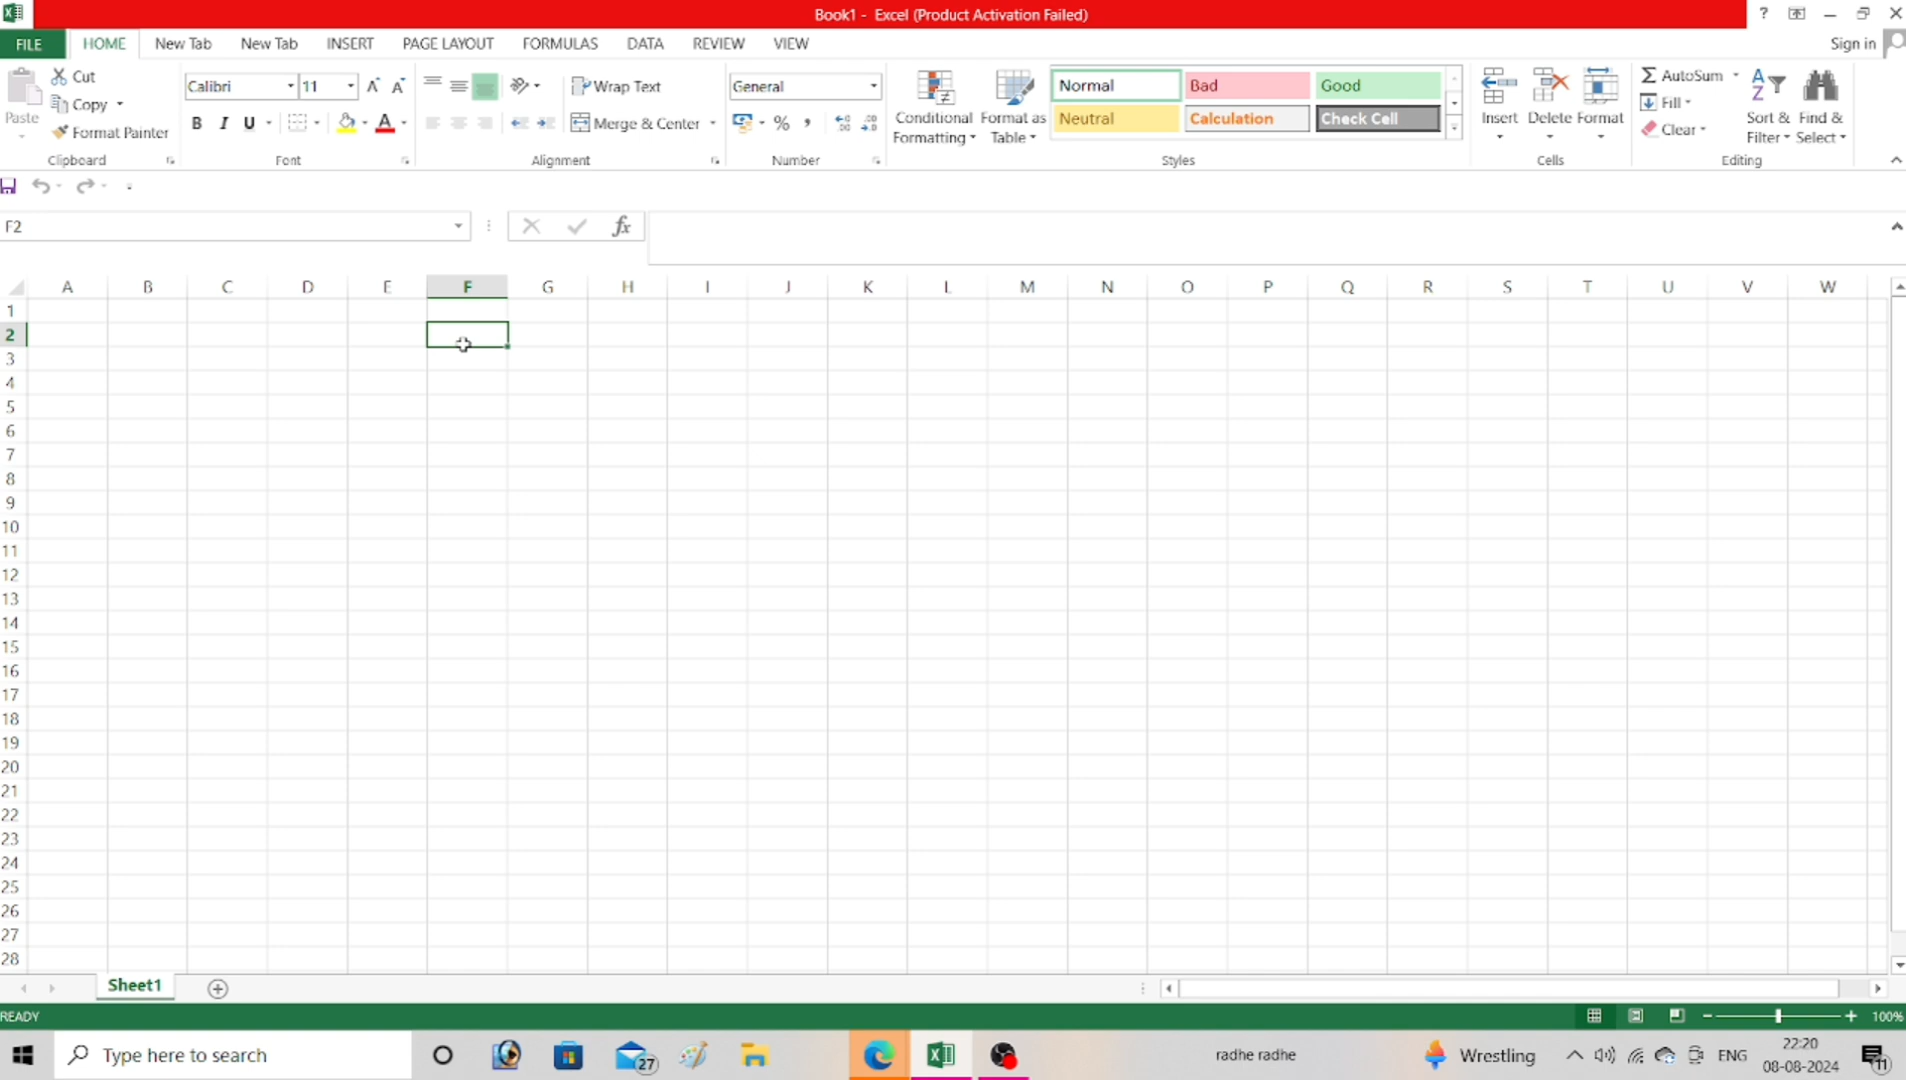 Book1 - Excel (Product Activation Failed)
?
FILE HOME New Tab New Tab INSERT PAGE LAYOUT FORMULAS DATA REVIEW VIEW Sign in
Paste
Cut
Copy
Format Painter
Clipboard
Calibri 11
B I U A
Font
Wrap Text
Merge & Center
Alignment
General
% ,
Number
Conditional Formatting
Format as Table
Normal Bad Good
Neutral Calculation Check Cell
Styles
Insert Delete Format
Cells
AutoSum
Fill
Clear
Sort & Filter
Find & Select
Editing
F2 fx
A B C D E F G H I J K L M N O P Q R S T U V W
1
2
3
4
5
6
7
8
9
10
11
12
13
14
15
16
17
18
19
20
21
22
23
24
25
26
27
28
Sheet1
READY 100%
Type here to search 27 radhe radhe Wrestling ENG 22:20
08-08-2024 11